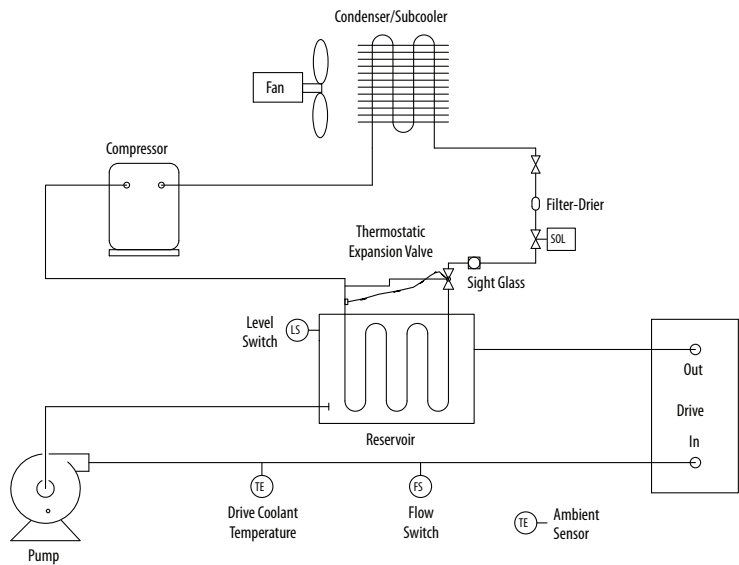 Condenser/Subcooler
Fan
Compressor
Filter-Drier
SOL
Thermostatic
Expansion Valve
Sight Glass
Level
Switch
LS
Out
Drive
In
Reservoir
TE
Drive Coolant
Temperature
FS
Flow
Switch
TE
Ambient
Sensor
Pump